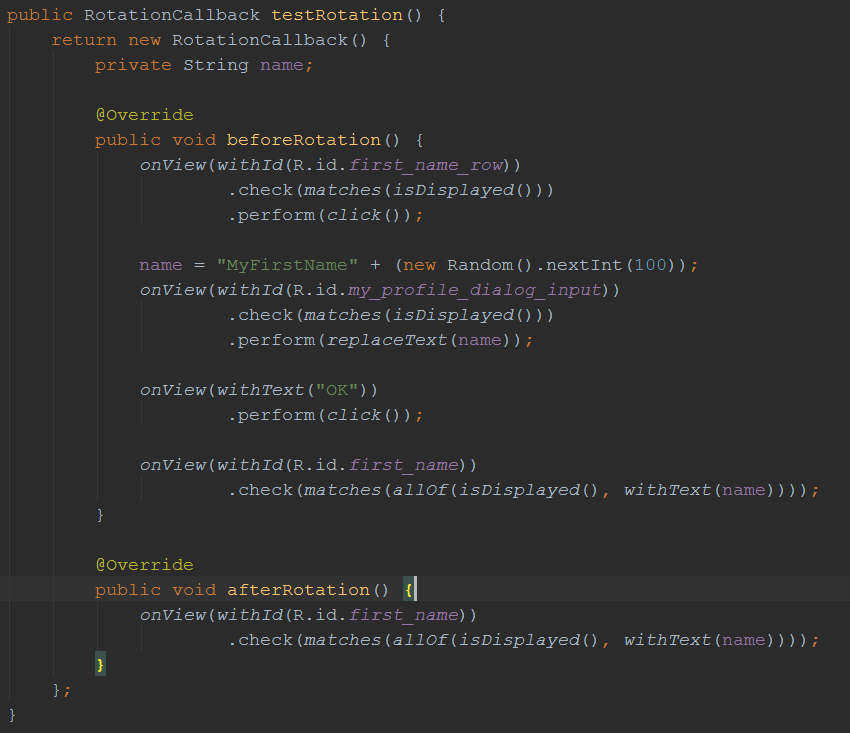 public RotationCallback testRotation() {
    return new RotationCallback() {
        private String name;

        @Override
        public void beforeRotation() {
            onView(withId(R.id.first_name_row))
                    .check(matches(isDisplayed()))
                    .perform(click());

            name = "MyFirstName" + (new Random().nextInt(100));
            onView(withId(R.id.my_profile_dialog_input))
                    .check(matches(isDisplayed()))
                    .perform(replaceText(name));

            onView(withText("OK"))
                    .perform(click());

            onView(withId(R.id.first_name))
                    .check(matches(allOf(isDisplayed(), withText(name))));
        }

        @Override
        public void afterRotation() {
            onView(withId(R.id.first_name))
                    .check(matches(allOf(isDisplayed(), withText(name))));
        }
    };
}